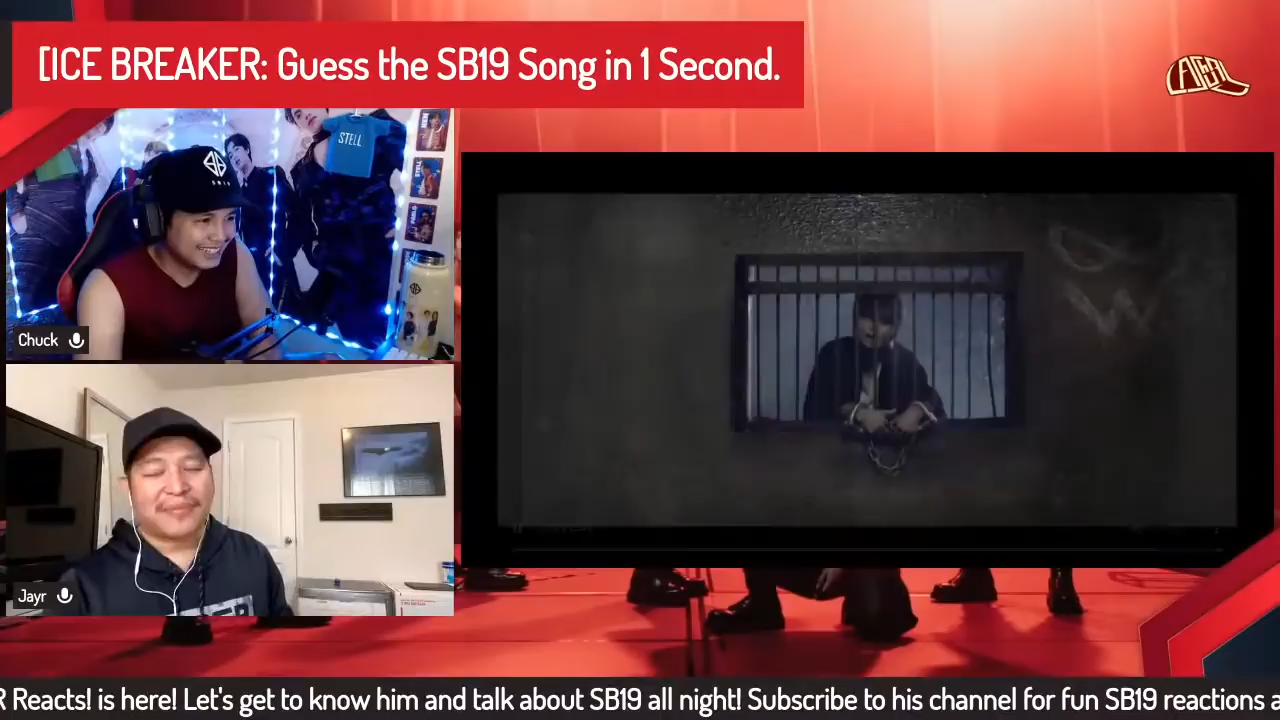 [ICE BREAKER: Guess the SB19 Song in 1 Second.
STELL
SB19
Chuck
Jayr
R Reacts! is here! Let's get to know him and talk about SB19 all night! Subscribe to his channel for fun SB19 reactions a